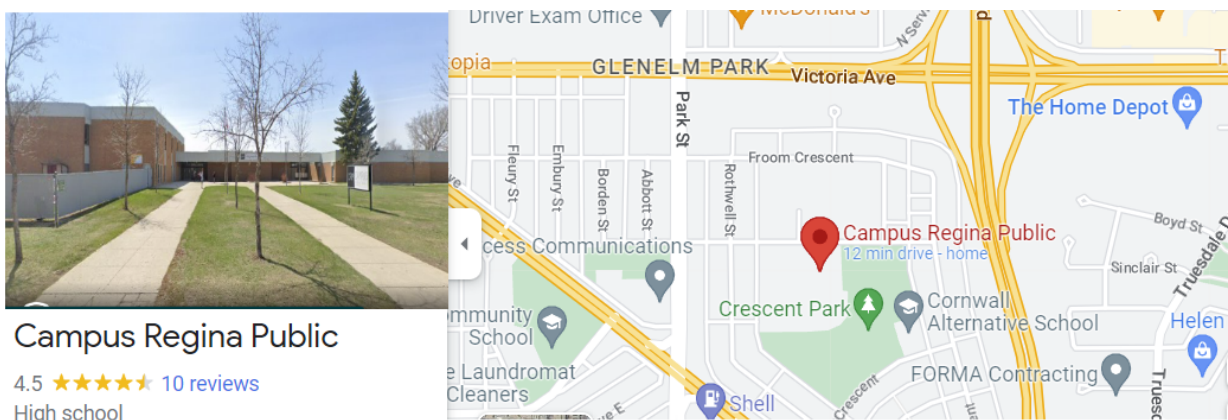 Campus Regina Public
4.5
10 reviews
High school
Driver Exam Office
McDonald's
N Serv
GLENELM PARK
Victoria Ave
Park St
The Home Depot
Fleury St
Embury St
Borden St
Abbott St
Rothwell St
Froom Crescent
Boyd St
Campus Regina Public
12 min drive - home
Sinclair St
Truesdale D
cess Communications
Crescent Park
Cornwall
Alternative School
mmunity
School
Helen
e Laundromat
Cleaners
FORMA Contracting
Shell
Crescent
Truesc
e E